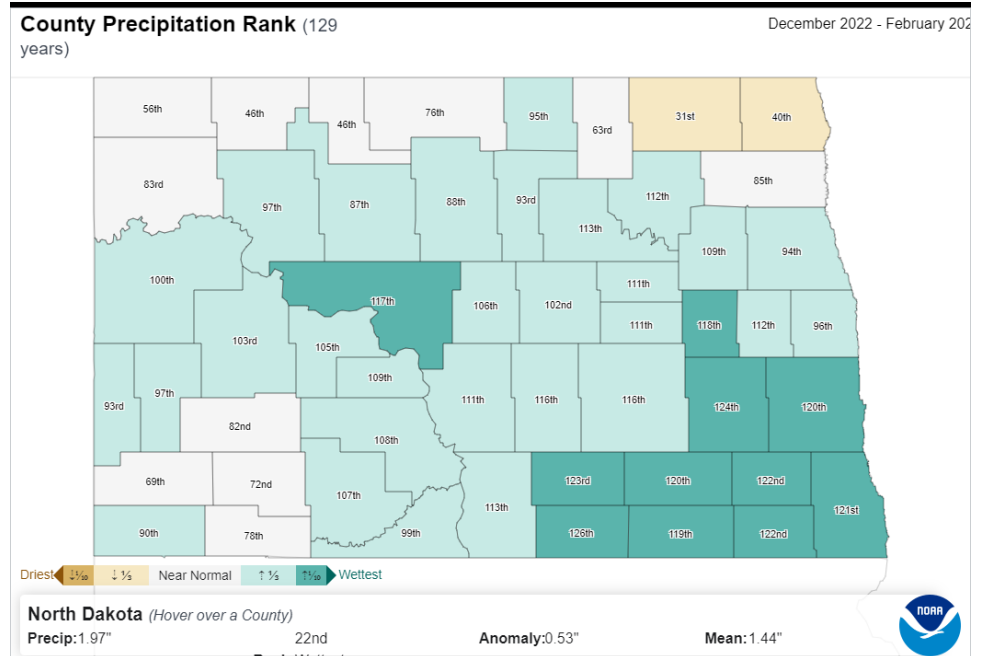 County Precipitation Rank (129
years)
December 2022 - February 202
56th
46th
46th
76th
95th
63rd
31st
40th
83rd
97th
87th
88th
93rd
113th
112th
85th
109th
94th
100th
117th
106th
102nd
111th
111th
118th
112th
96th
103rd
105th
109th
93rd
97th
111th
116th
116th
124th
120th
82nd
108th
69th
72nd
107th
113th
123rd
120th
122nd
121st
90th
78th
99th
126th
119th
122nd
Driest ↓⅒ ↓ ⅓ Near Normal ↑ ⅓ ↑⅒ Wettest
North Dakota (Hover over a County)
Precip:1.97" 22nd Anomaly:0.53" Mean:1.44"
NOAA